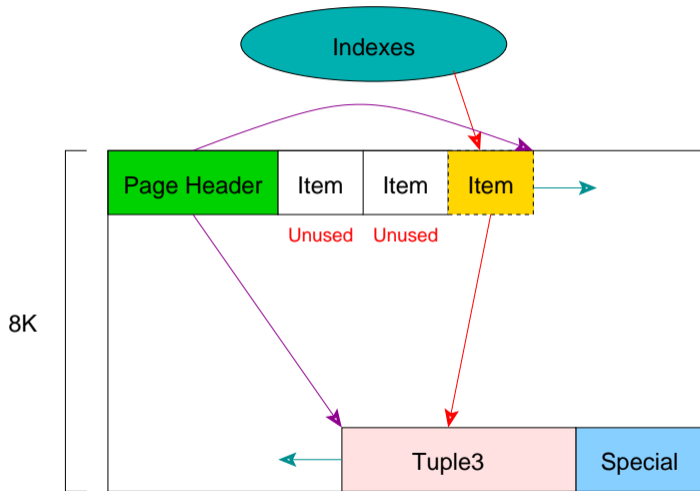 Indexes
Page Header Item Item Item
Unused Unused
8K
Tuple3 Special